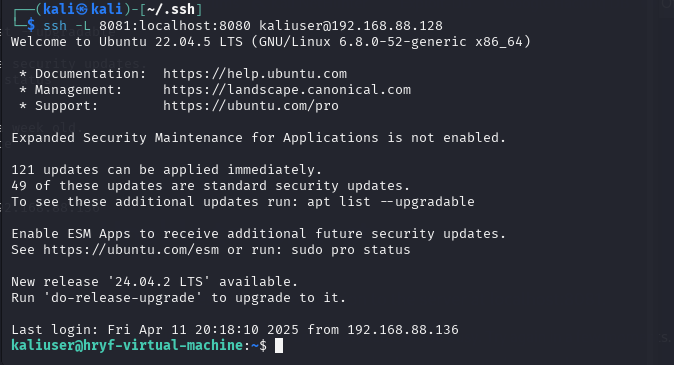 ┌──(kali㉿kali)-[~/.ssh]
└─$ ssh -L 8081:localhost:8080 kaliuser@192.168.88.128
Welcome to Ubuntu 22.04.5 LTS (GNU/Linux 6.8.0-52-generic x86_64)
* Documentation: https://help.ubuntu.com
* Management: https://landscape.canonical.com
* Support: https://ubuntu.com/pro
Expanded Security Maintenance for Applications is not enabled.
121 updates can be applied immediately.
49 of these updates are standard security updates.
To see these additional updates run: apt list --upgradable
Enable ESM Apps to receive additional future security updates.
See https://ubuntu.com/esm or run: sudo pro status
New release '24.04.2 LTS' available.
Run 'do-release-upgrade' to upgrade to it.
Last login: Fri Apr 11 20:18:10 2025 from 192.168.88.136
kaliuser@hryf-virtual-machine:~$